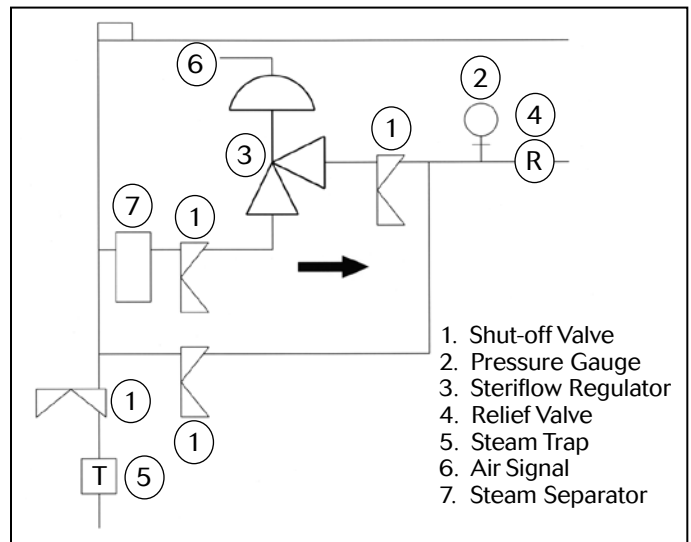 6
2
4
1
3
R
7
1
1. Shut-off Valve
2. Pressure Gauge
3. Steriflow Regulator
4. Relief Valve
5. Steam Trap
6. Air Signal
7. Steam Separator
1
1
T
5